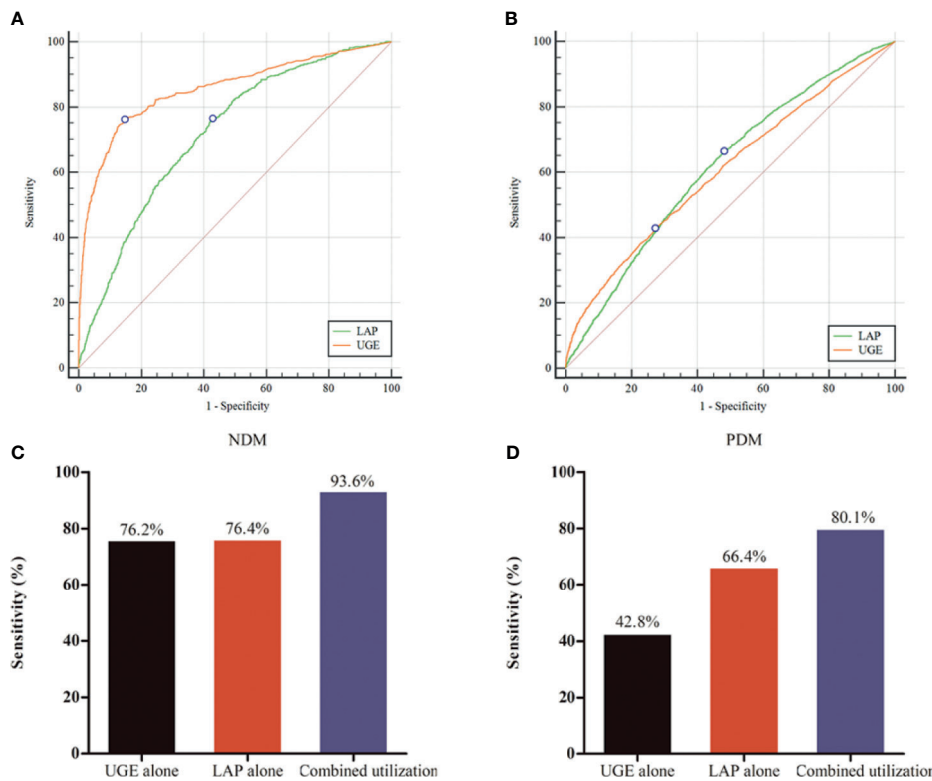 A
100
80
60
40
20
0
Sensitivity
0 20 40 60 80 100
1 - Specificity
LAP
UGE
B
100
80
60
40
20
0
Sensitivity
0 20 40 60 80 100
1 - Specificity
LAP
UGE
C
NDM
100
80
60
40
20
0
Sensitivity (%)
76.2%
76.4%
93.6%
UGE alone LAP alone Combined utilization
D
PDM
100
80
60
40
20
0
Sensitivity (%)
42.8%
66.4%
80.1%
UGE alone LAP alone Combined utilization